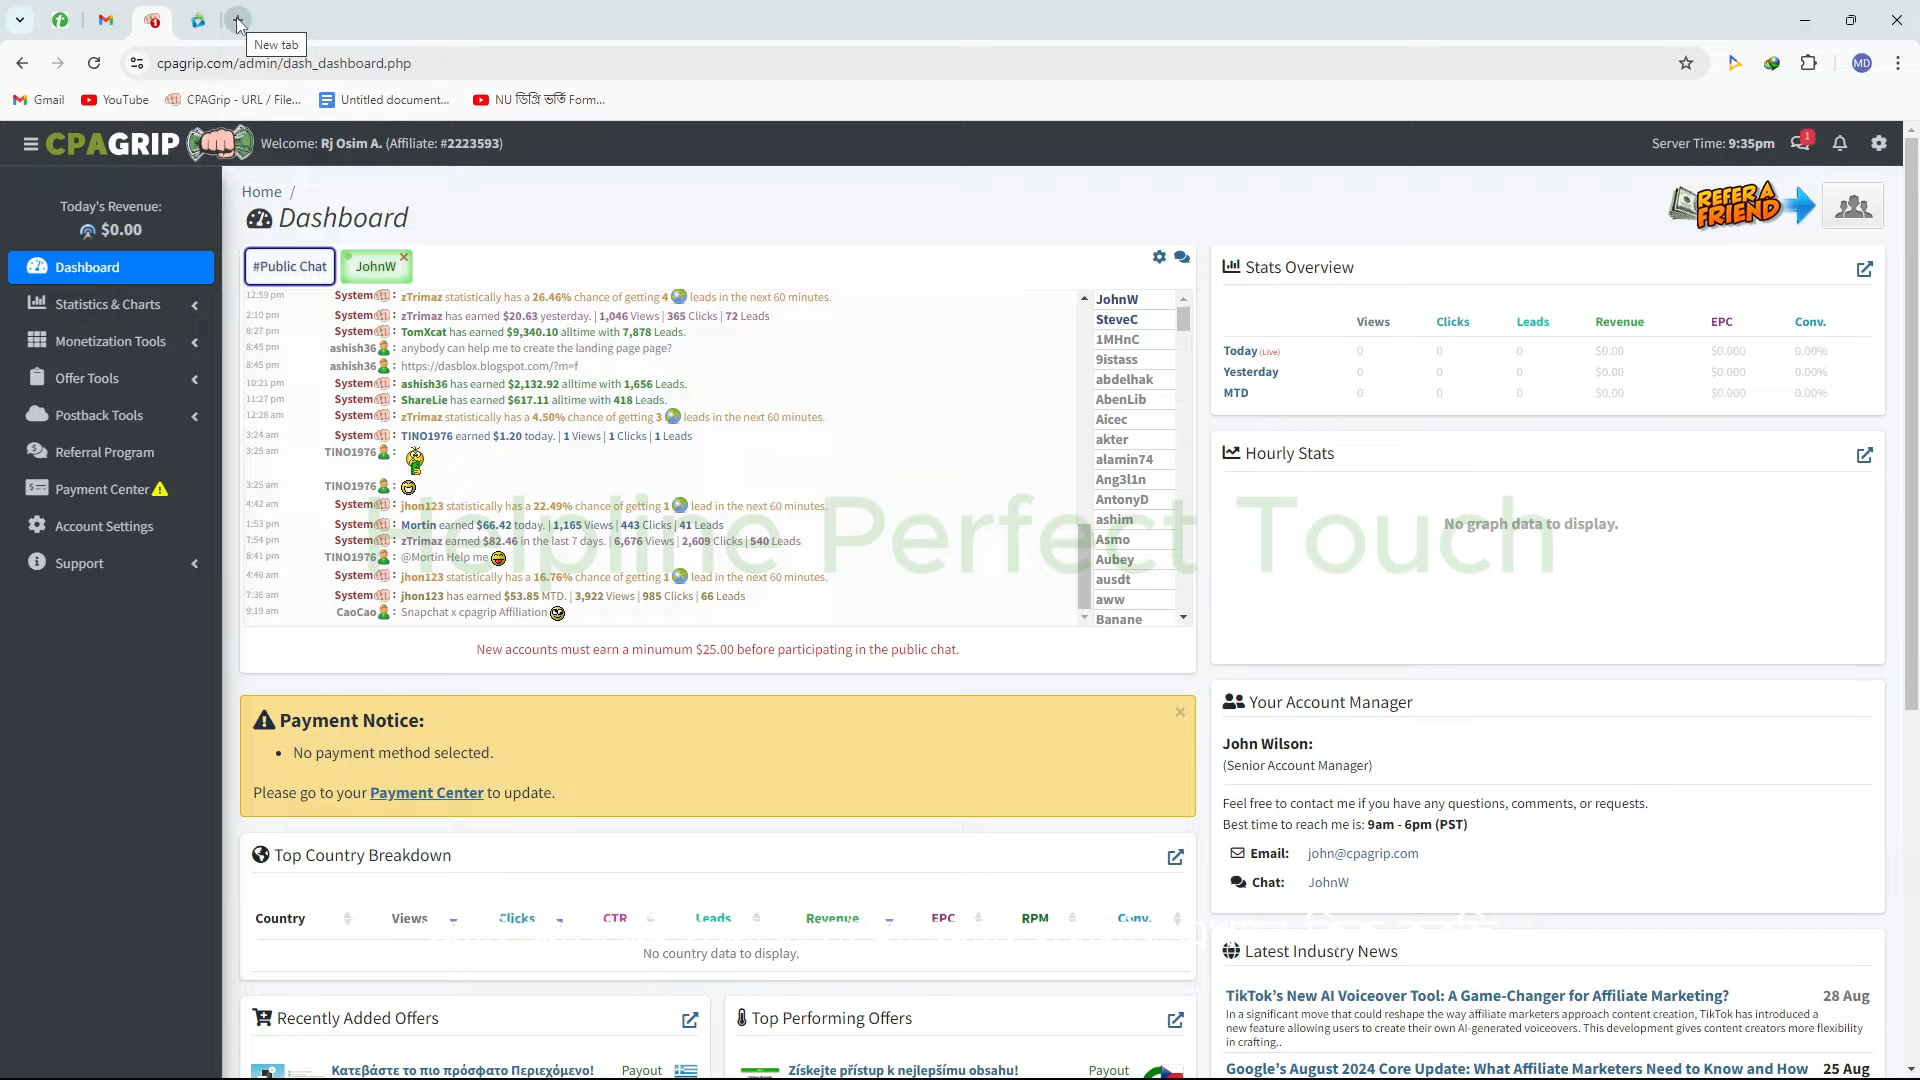 New tab
cpagrip.com/admin/dash_dashboard.php
MD
Gmail
YouTube
CPAGrip - URL / File...
Untitled document...
NU ডিগ্রি ভর্তি Form...
CPAGRIP
Welcome: Rj Osim A. (Affiliate: #2223593)
Server Time: 9:35pm
1
Today's Revenue:
$0.00
Dashboard
Statistics & Charts
Monetization Tools
Offer Tools
Postback Tools
Referral Program
Payment Center
Account Settings
Support
Home /
Dashboard
REFER A FRIEND
#Public Chat
JohnW
12:59 pm System: zTrimaz statistically has a 26.46% chance of getting 4 leads in the next 60 minutes.
2:10 pm System: zTrimaz has earned $20.63 yesterday. | 1,046 Views | 365 Clicks | 72 Leads
8:27 pm System: TomXcat has earned $9,340.10 alltime with 7,878 Leads.
8:45 pm ashish36: anybody can help me to create the landing page page?
8:45 pm ashish36: https://dasblox.blogspot.com/?m=f
10:21 pm System: ashish36 has earned $2,132.92 alltime with 1,656 Leads.
11:27 pm System: ShareLie has earned $617.11 alltime with 418 Leads.
12:28 am System: zTrimaz statistically has a 4.50% chance of getting 3 leads in the next 60 minutes.
3:24 am System: TINO1976 earned $1.20 today. | 1 Views | 1 Clicks | 1 Leads
3:25 am TINO1976:
3:25 am TINO1976:
4:42 am System: jhon123 statistically has a 22.49% chance of getting 1 lead in the next 60 minutes.
1:53 pm System: Mortin earned $66.42 today. | 1,165 Views | 443 Clicks | 41 Leads
7:54 pm System: zTrimaz earned $82.46 in the last 7 days. | 6,676 Views | 2,609 Clicks | 540 Leads
8:41 pm TINO1976: @Mortin Help me
4:46 am System: jhon123 statistically has a 16.76% chance of getting 1 lead in the next 60 minutes.
7:36 am System: jhon123 has earned $53.85 MTD. | 3,922 Views | 985 Clicks | 66 Leads
9:19 am CaoCao: Snapchat x cpagrip Affiliation
JohnW
SteveC
1MHnC
9istass
abdelhak
AbenLib
Aicec
akter
alamin74
Ang3l1n
AntonyD
ashim
Asmo
Aubey
ausdt
aww
Banane
Helpline Perfect Touch
New accounts must earn a minumum $25.00 before participating in the public chat.
Payment Notice:
No payment method selected.
Please go to your Payment Center to update.
Top Country Breakdown
Country Views Clicks CTR Leads Revenue EPC RPM Conv.
No country data to display.
Recently Added Offers
Κατεβάστε το πιο πρόσφατο Περιεχόμενο! Payout
Top Performing Offers
Získejte přístup k nejlepšímu obsahu! Payout
Stats Overview
Views Clicks Leads Revenue EPC Conv.
Today (Live) 0 0 0 $0.00 $0.000 0.00%
Yesterday 0 0 0 $0.00 $0.000 0.00%
MTD 0 0 0 $0.00 $0.000 0.00%
Hourly Stats
No graph data to display.
Your Account Manager
John Wilson:
(Senior Account Manager)
Feel free to contact me if you have any questions, comments, or requests.
Best time to reach me is: 9am - 6pm (PST)
Email: john@cpagrip.com
Chat: JohnW
Latest Industry News
TikTok's New AI Voiceover Tool: A Game-Changer for Affiliate Marketing? 28 Aug
In a significant move that could reshape the way affiliate marketers approach content creation, TikTok has introduced a
new feature allowing users to create their own AI-generated voiceovers. This development gives content creators more flexibility
in crafting..
Google's August 2024 Core Update: What Affiliate Marketers Need to Know and How 25 Aug